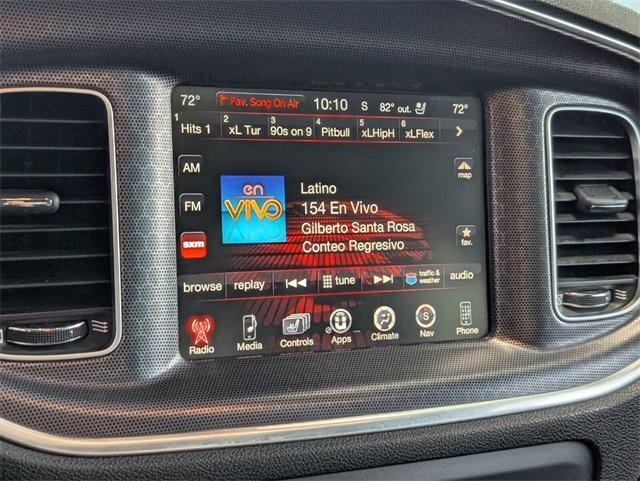 72° Fav. Song On Air 10:10 S 82° out. 72°
1 Hits 1 2 xL Tur 3 90s on 9 4 Pitbull 5 xLHipH 6 xLFlex
AM
map
en
VIVO
Latino
154 En Vivo
Gilberto Santa Rosa
Conteo Regresivo
FM
sxm
fav.
browse replay tune traffic & weather audio
Radio Media Controls Apps Climate Nav Phone